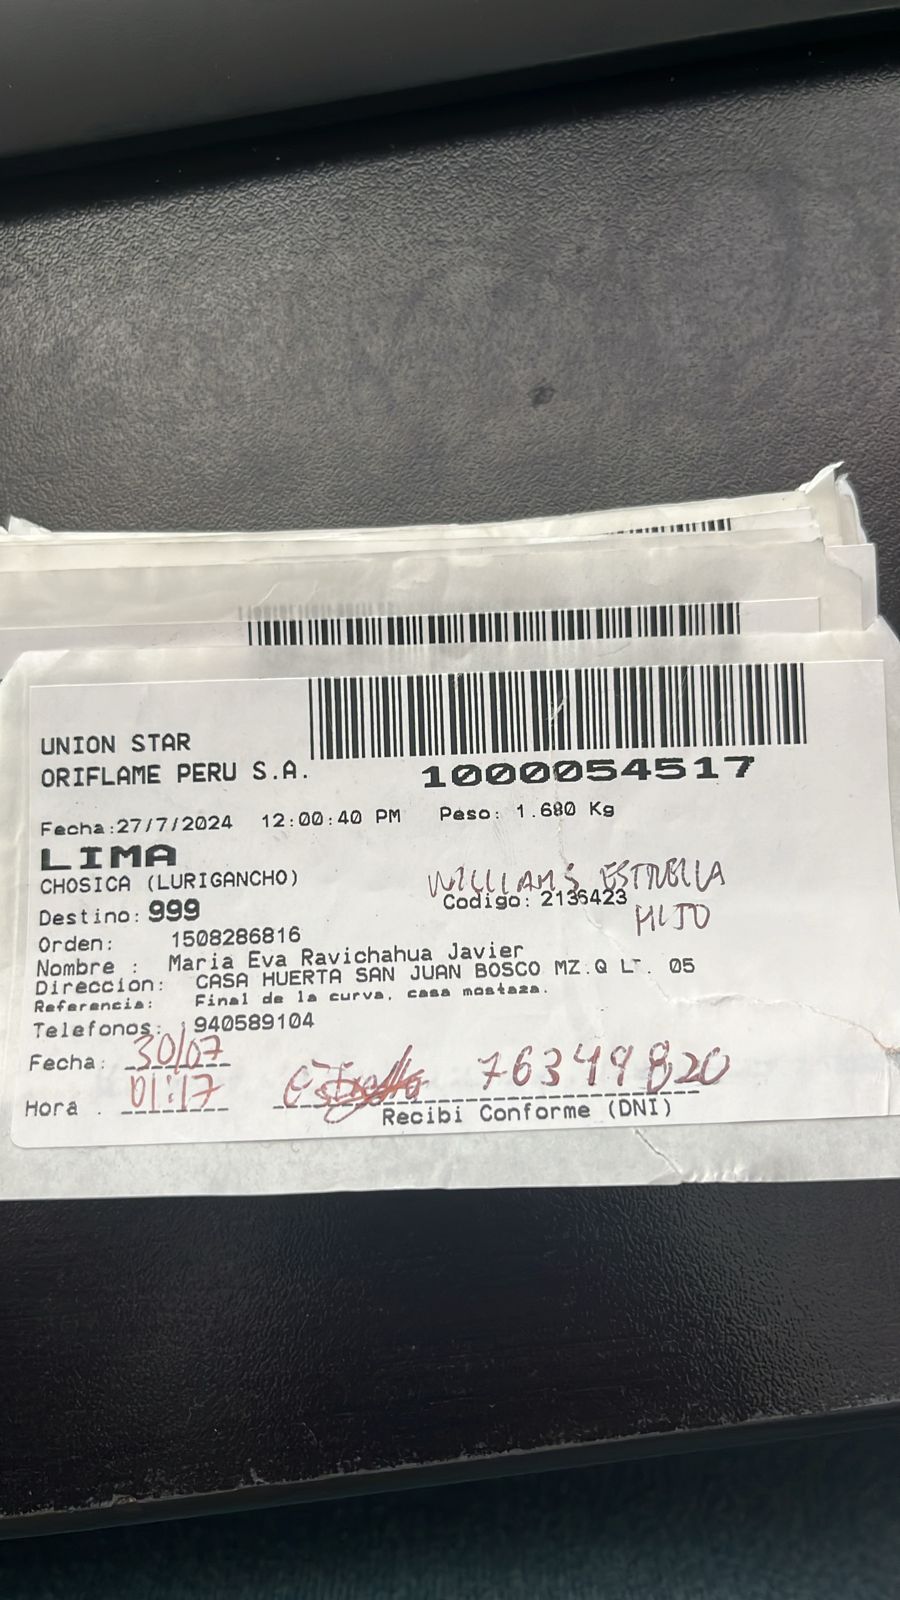 UNION STAR
ORIFLAME PERU S.A.
1000054517
Fecha:27/7/2024 12:00:40 PM Peso: 1.680 Kg
LIMA
CHOSICA (LURIGANCHO)
WILLIAMS ESTRELLA
Destino: 999 Codigo: 2136423
HIJO
Orden: 1508286816
Nombre : Maria Eva Ravichahua Javier
Direccion: CASA HUERTA SAN JUAN BOSCO MZ.Q LT. 05
Referencia: Final de la curva, casa mostaza.
Telefonos: 940589104
Fecha: 30/07
Hora . 01:17 76349820
Recibi Conforme (DNI)